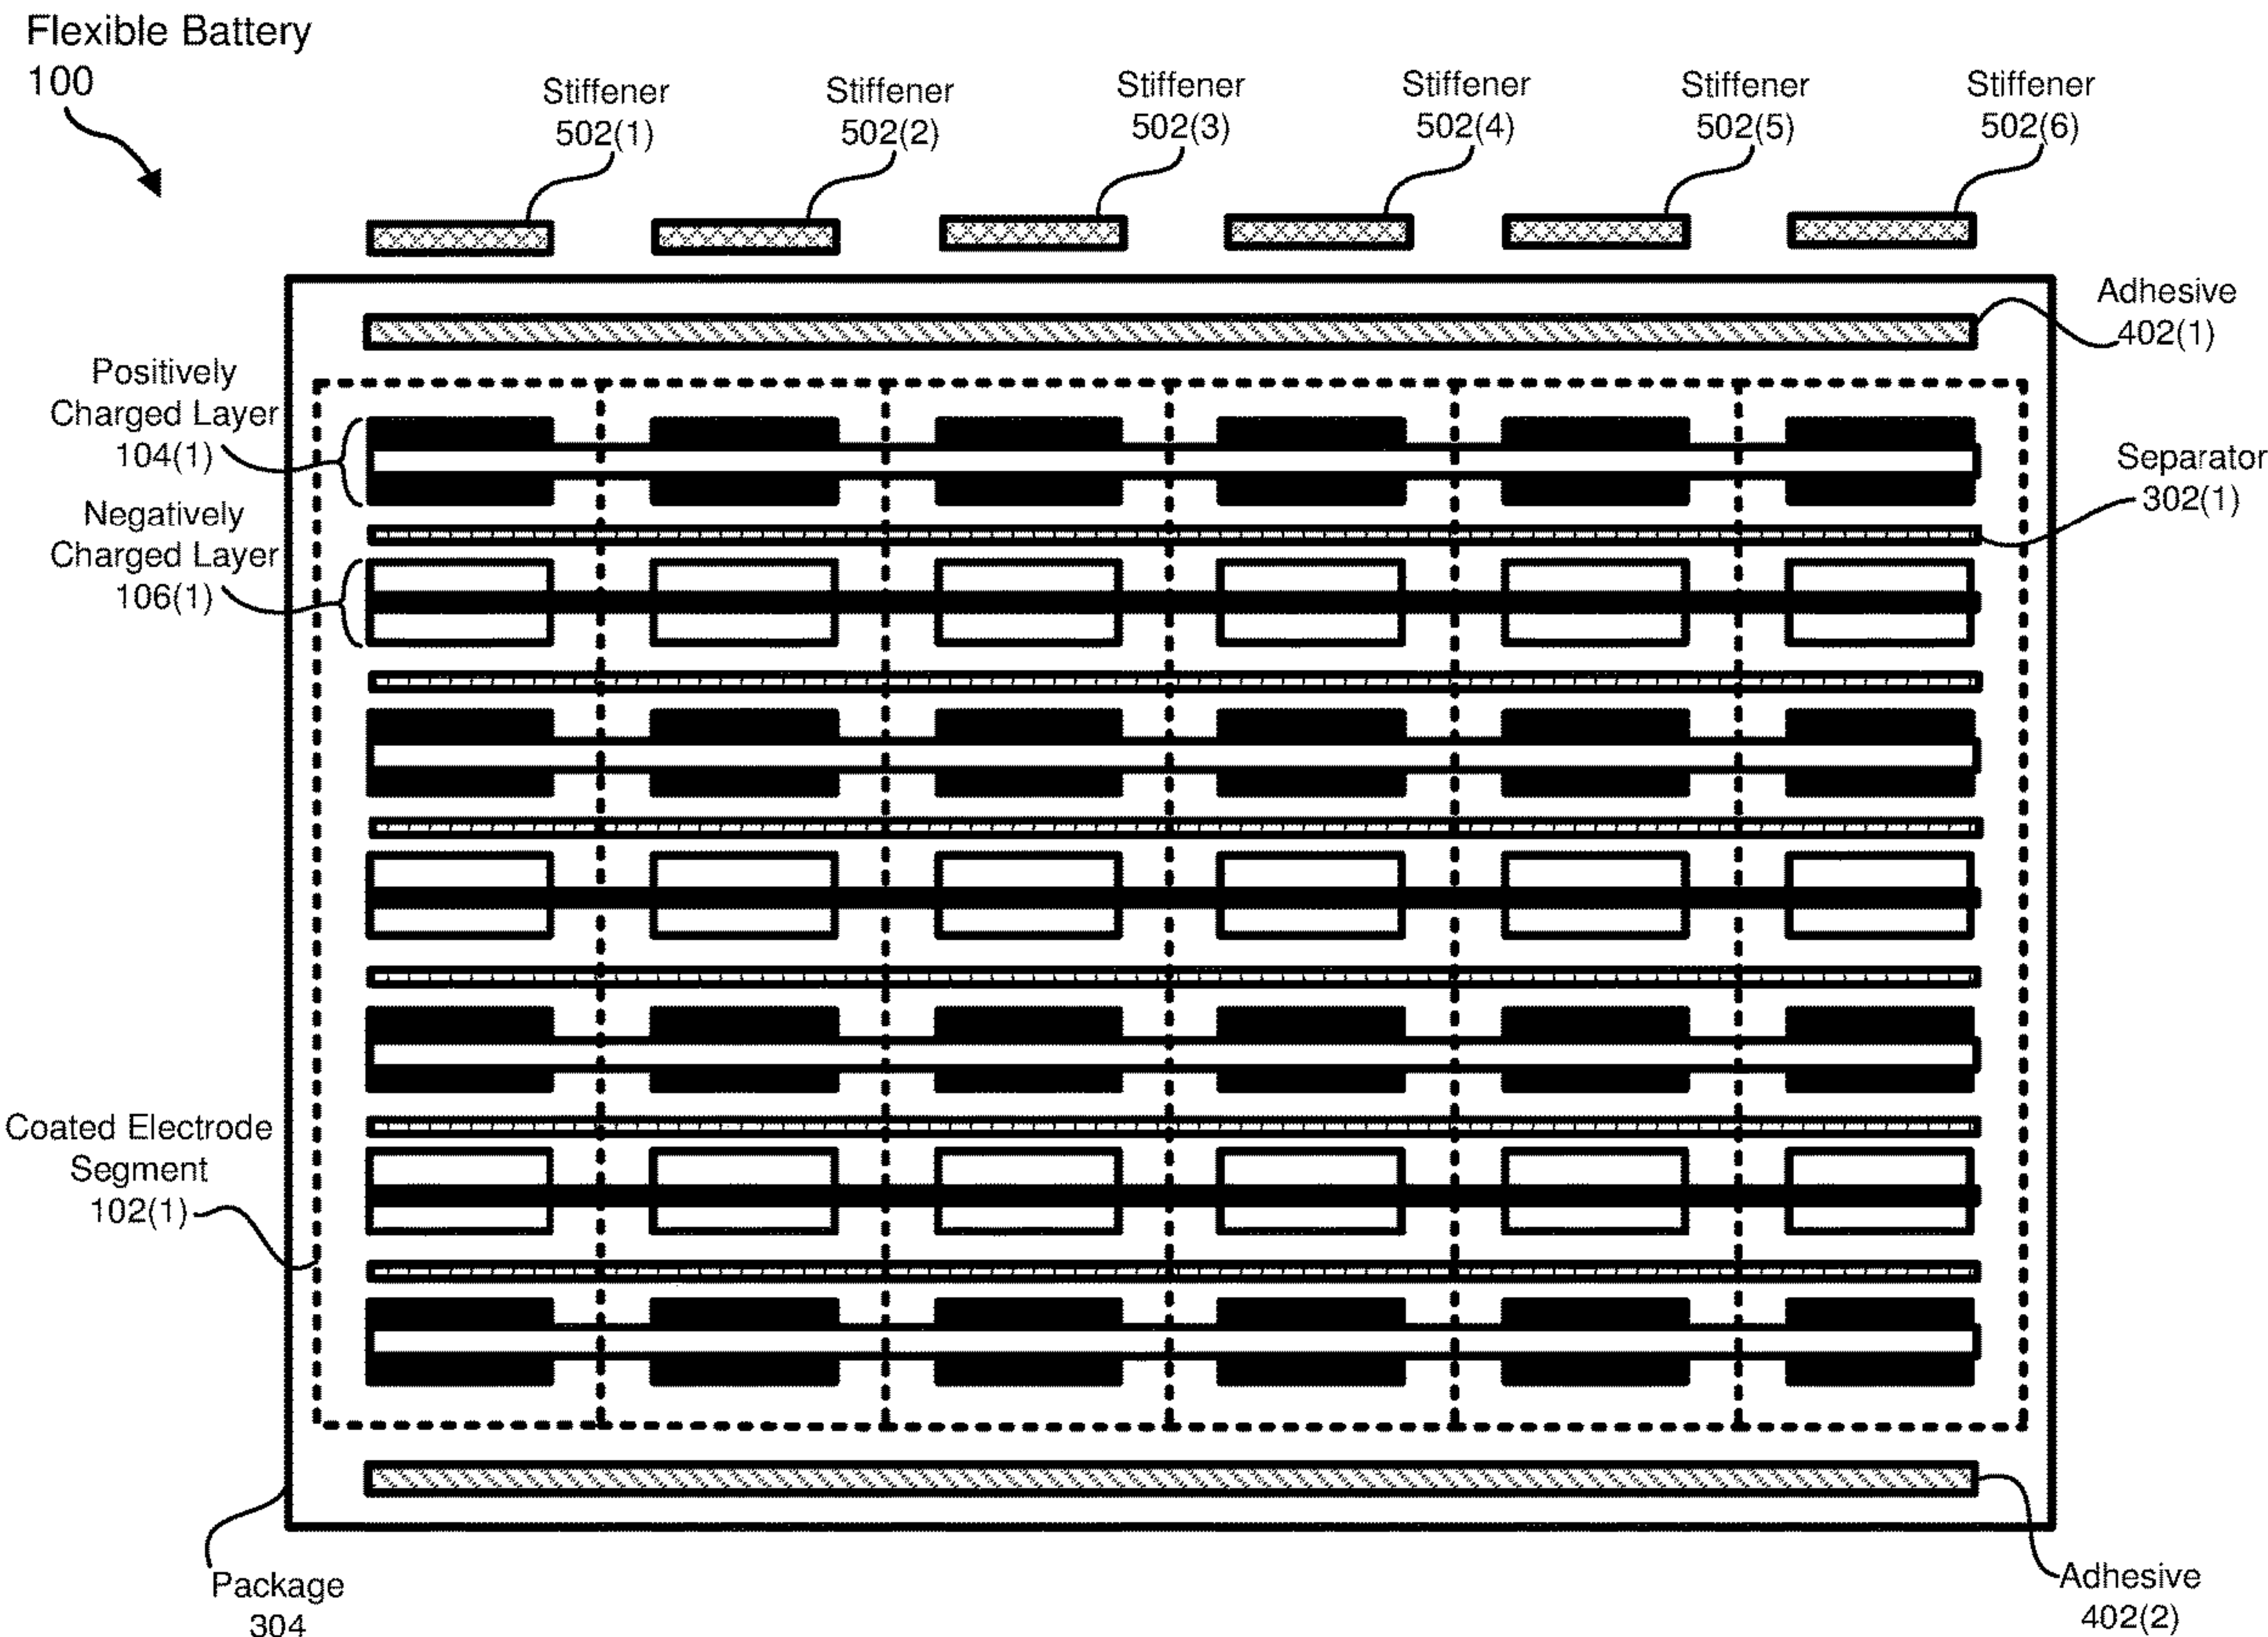 Flexible Battery
100
Stiffener
502(1)
Stiffener
502(2)
Stiffener
502(3)
Stiffener
502(4)
Stiffener
502(5)
Stiffener
502(6)
Adhesive
402(1)
Positively
Charged Layer
104(1)
Separator
302(1)
Negatively
Charged Layer
106(1)
Coated Electrode
Segment
102(1)
Package
304
Adhesive
402(2)